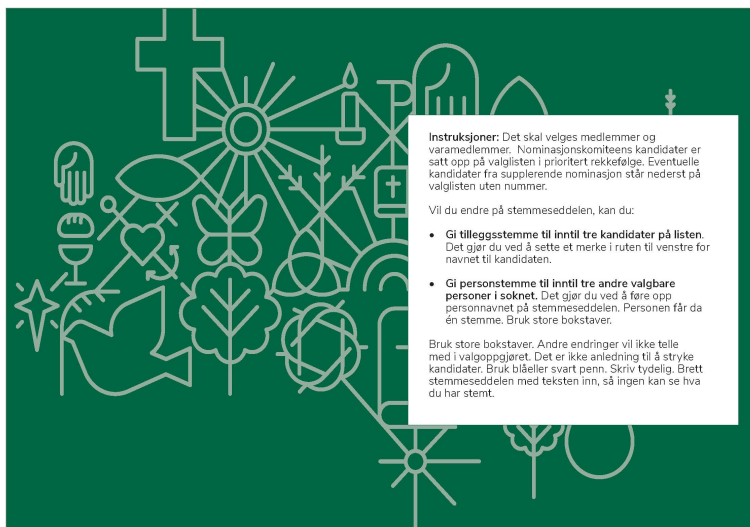 Instruksjoner: Det skal velges medlemmer og
varamedlemmer.  Nominasjonskomiteens kandidater er
satt opp på valglisten i prioritert rekkefølge. Eventuelle
kandidater fra supplerende nominasjon står nederst på
valglisten uten nummer.
Vil du endre på stemmeseddelen, kan du:
• Gi tilleggsstemme til inntil tre kandidater på listen.
Det gjør du ved å sette et merke i ruten til venstre for
navnet til kandidaten.
• Gi personstemme til inntil tre andre valgbare
personer i soknet. Det gjør du ved å føre opp
personnavnet på stemmeseddelen. Personen får da
én stemme. Bruk store bokstaver.
Bruk store bokstaver. Andre endringer vil ikke telle
med i valgoppgjøret. Det er ikke anledning til å stryke
kandidater. Bruk blåeller svart penn. Skriv tydelig. Brett
stemmeseddelen med teksten inn, så ingen kan se hva
du har stemt.